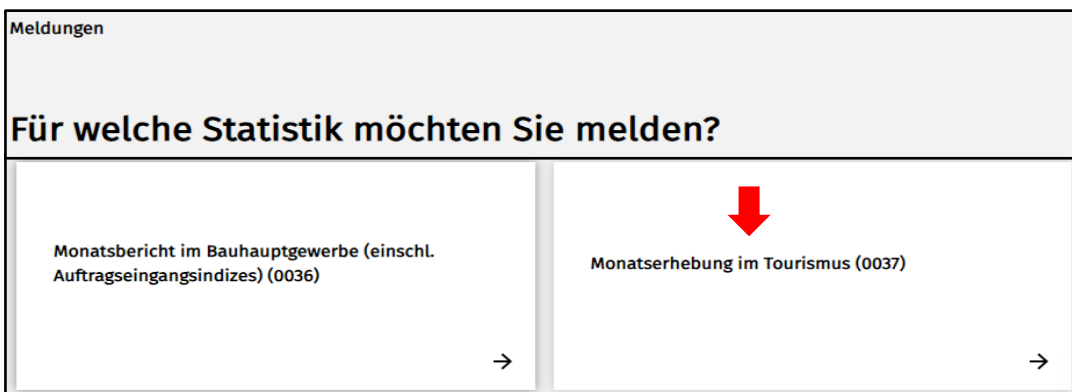 Meldungen
Für welche Statistik möchten Sie melden?
Monatsbericht im Bauhauptgewerbe (einschl.
Auftragseingangsindizes) (0036)
Monatserhebung im Tourismus (0037)